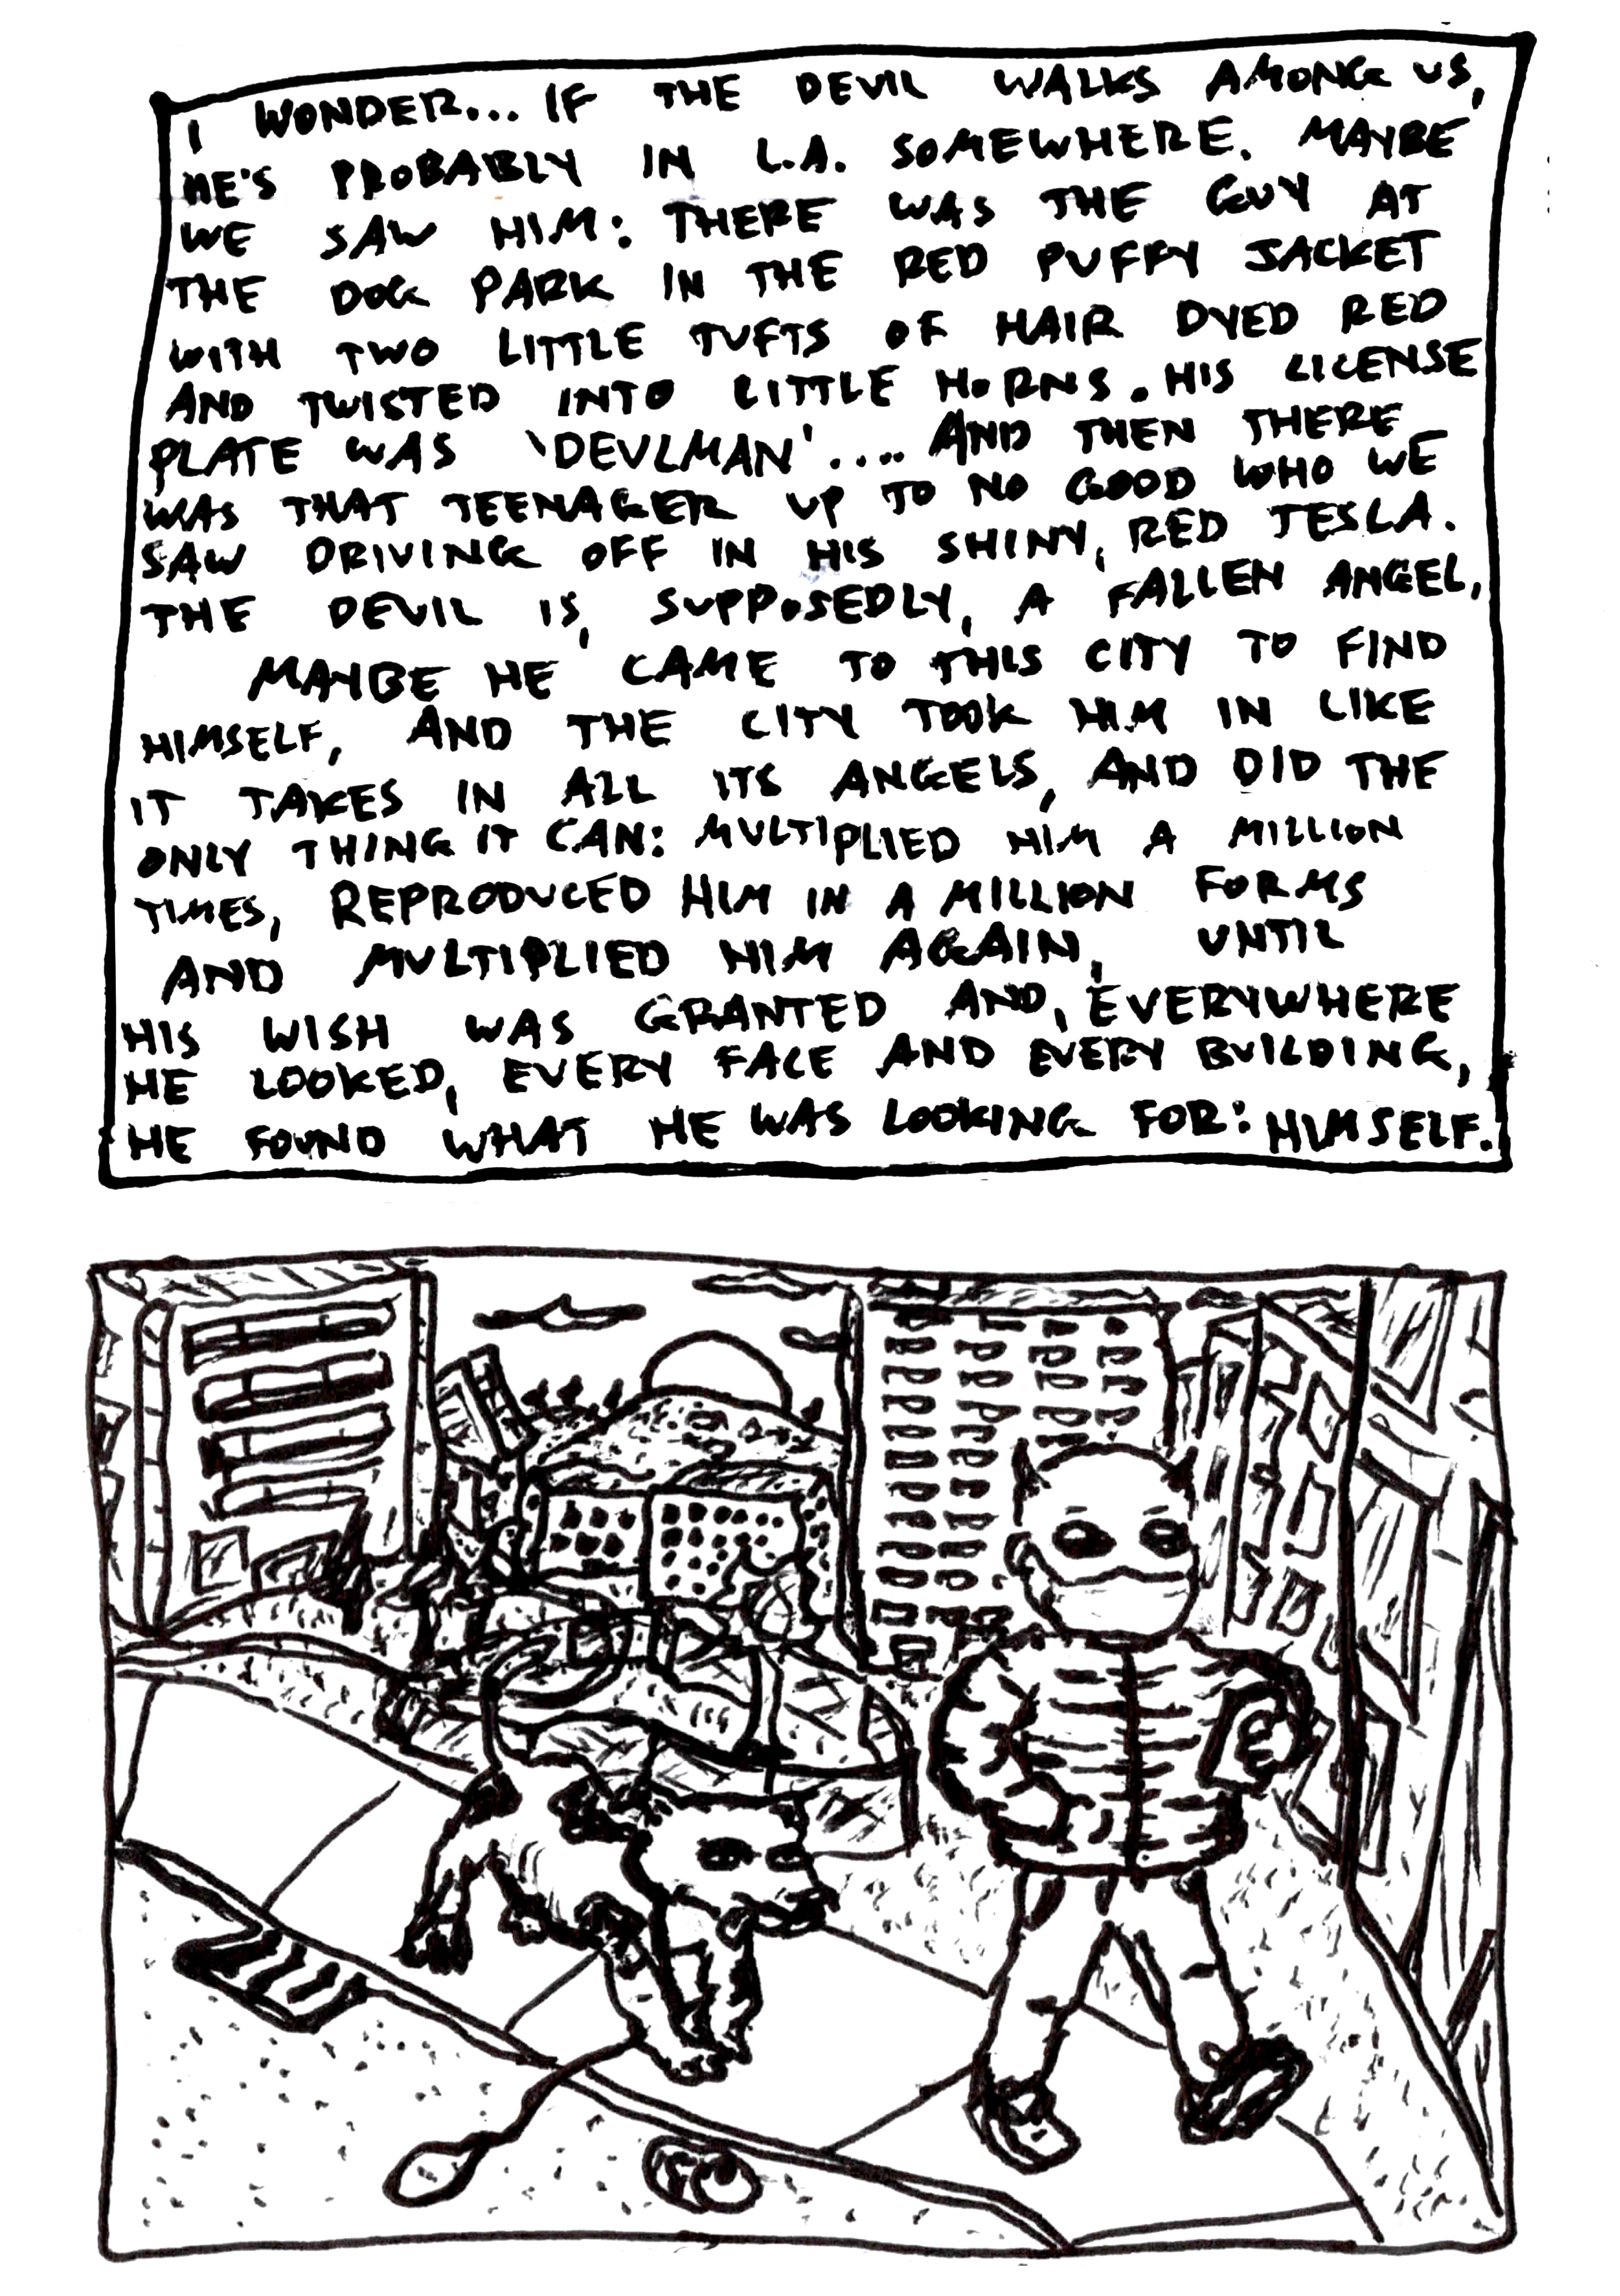 I WONDER... IF THE DEVIL WALKS AMONG US,
HE'S PROBABLY IN L.A. SOMEWHERE. MAYBE
WE SAW HIM: THERE WAS THE GUY AT
THE DOG PARK IN THE RED PUFFY JACKET
WITH TWO LITTLE TUFTS OF HAIR DYED RED
AND TWISTED INTO LITTLE HORNS. HIS LICENSE
PLATE WAS 'DEVLMAN'.... AND THEN THERE
WAS THAT TEENAGER UP TO NO GOOD WHO WE
SAW DRIVING OFF IN HIS SHINY, RED TESLA.
THE DEVIL IS, SUPPOSEDLY, A FALLEN ANGEL,
MAYBE HE CAME TO THIS CITY TO FIND
HIMSELF, AND THE CITY TOOK HIM IN LIKE
IT TAKES IN ALL ITS ANGELS, AND DID THE
ONLY THING IT CAN: MULTIPLIED HIM A MILLION
TIMES, REPRODUCED HIM IN A MILLION FORMS
AND MULTIPLIED HIM AGAIN, UNTIL
HIS WISH WAS GRANTED AND, EVERYWHERE
HE LOOKED, EVERY FACE AND EVERY BUILDING,
HE FOUND WHAT HE WAS LOOKING FOR: HIMSELF.